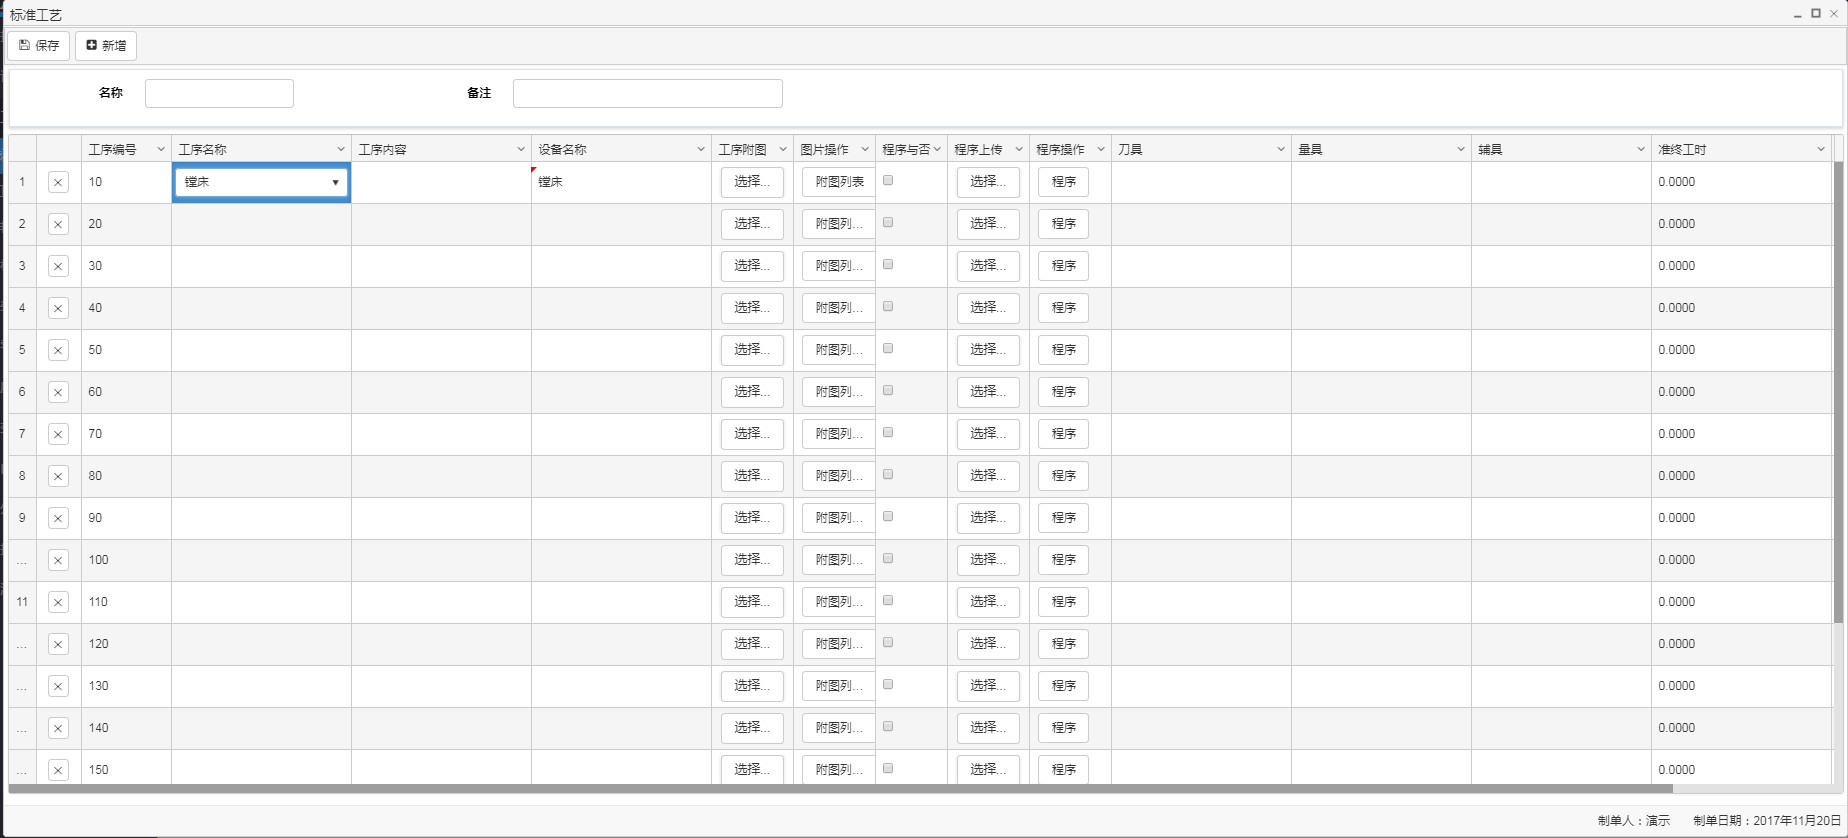 标准工艺
保存 新增
名称 备注
工序编号 工序名称 工序内容 设备名称 工序附图 图片操作 程序与否 程序上传 程序操作 刀具 量具 辅具 准终工时
1 10 镗床 镗床 选择... 附图列表 选择... 程序 0.0000
2 20 选择... 附图列... 选择... 程序 0.0000
3 30 选择... 附图列... 选择... 程序 0.0000
4 40 选择... 附图列... 选择... 程序 0.0000
5 50 选择... 附图列... 选择... 程序 0.0000
6 60 选择... 附图列... 选择... 程序 0.0000
7 70 选择... 附图列... 选择... 程序 0.0000
8 80 选择... 附图列... 选择... 程序 0.0000
9 90 选择... 附图列... 选择... 程序 0.0000
... 100 选择... 附图列... 选择... 程序 0.0000
11 110 选择... 附图列... 选择... 程序 0.0000
... 120 选择... 附图列... 选择... 程序 0.0000
... 130 选择... 附图列... 选择... 程序 0.0000
... 140 选择... 附图列... 选择... 程序 0.0000
... 150 选择... 附图列... 选择... 程序 0.0000
制单人：演示 制单日期：2017年11月20日